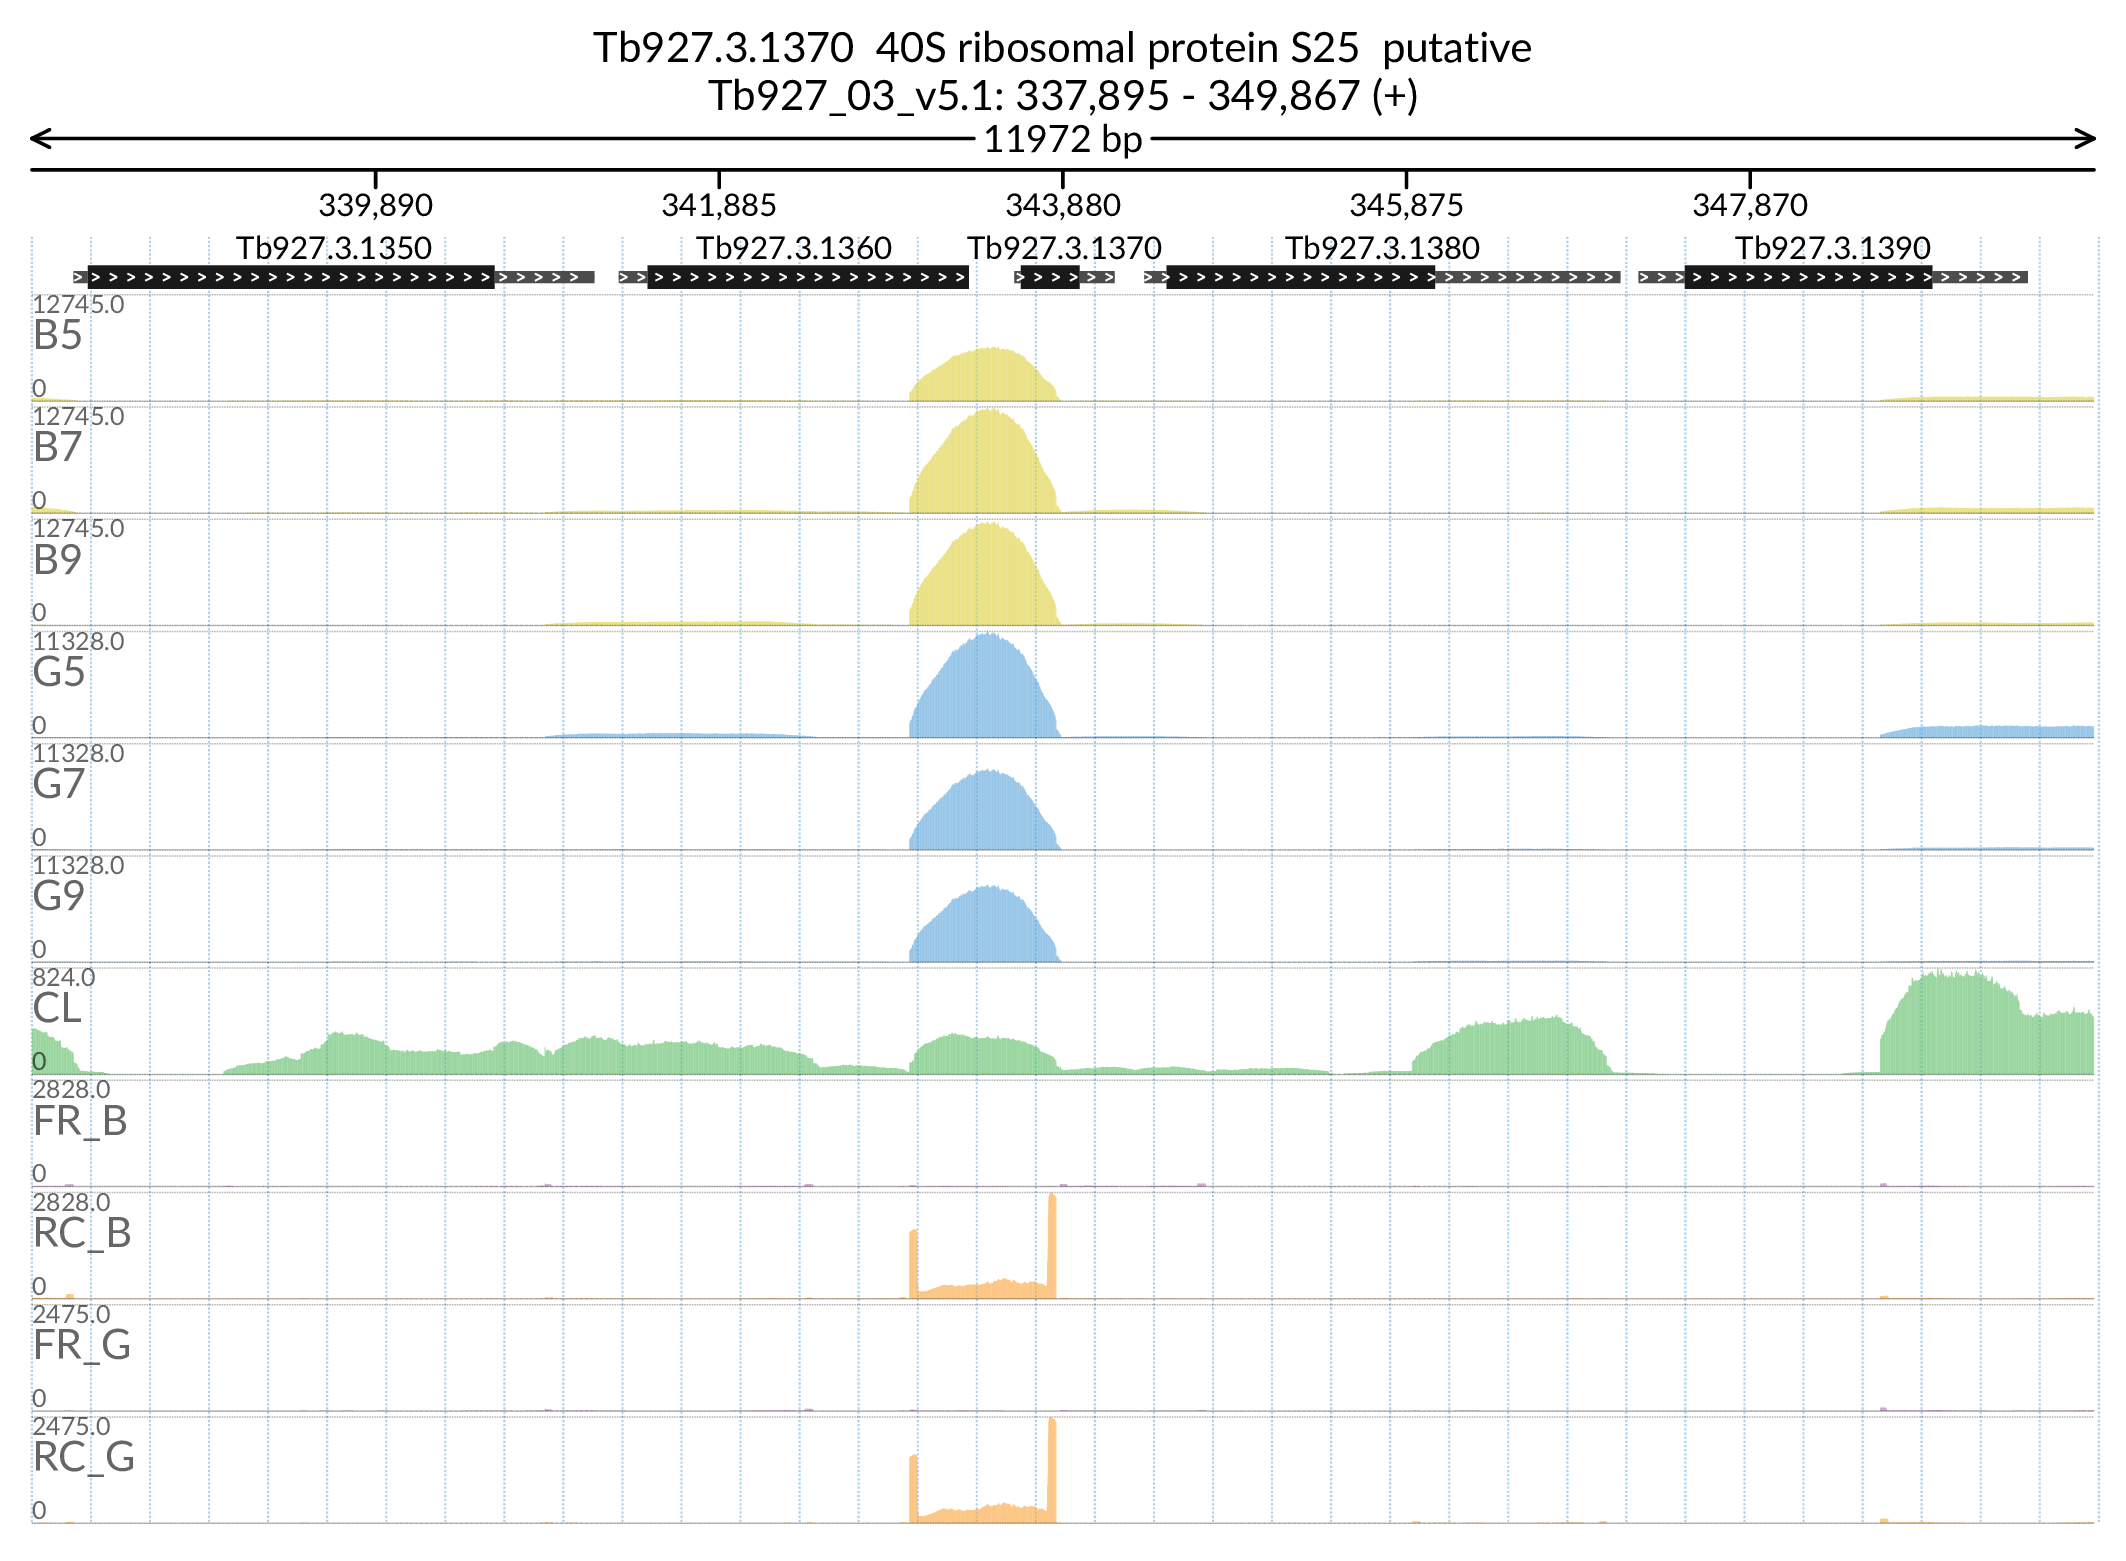 Tb927.3.1370  40S ribosomal protein S25  putative
Tb927_03_v5.1: 337,895 - 349,867 (+)
11972 bp
339,890 341,885 343,880 345,875 347,870
Tb927.3.1350 Tb927.3.1360 Tb927.3.1370 Tb927.3.1380 Tb927.3.1390
12745.0
B5
0
12745.0
B7
0
12745.0
B9
0
11328.0
G5
0
11328.0
G7
0
11328.0
G9
0
824.0
CL
0
2828.0
FR_B
0
2828.0
RC_B
0
2475.0
FR_G
0
2475.0
RC_G
0